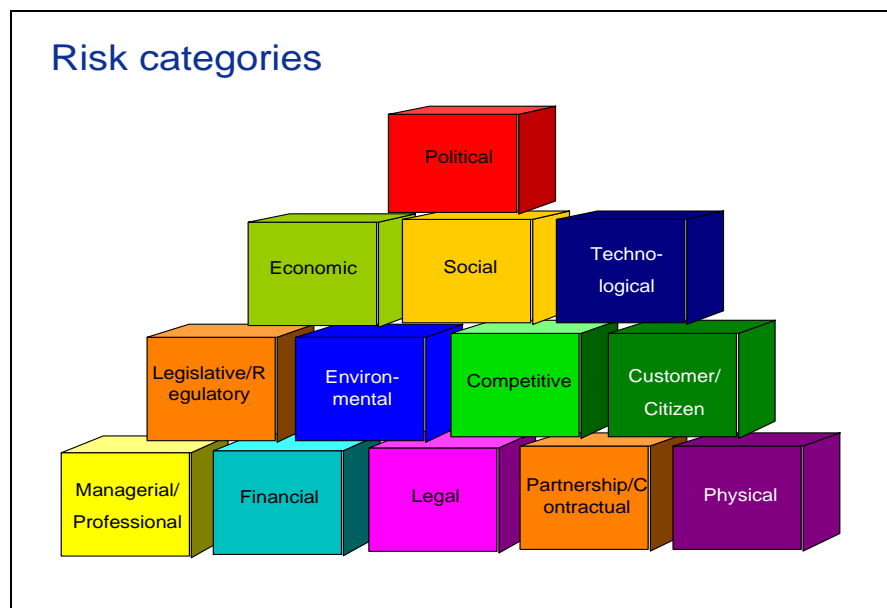 Risk categories
Political
Economic
Social
Techno-
logical
Legislative/R
egulatory
Environ-
mental
Competitive
Customer/
Citizen
Managerial/
Professional
Financial
Legal
Partnership/C
ontractual
Physical